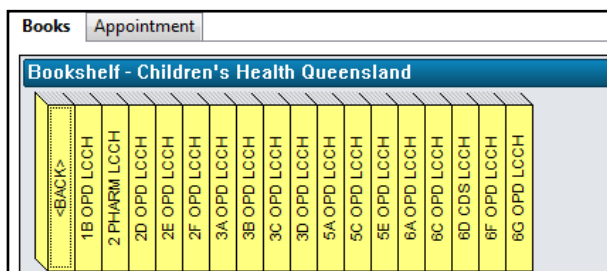 Books
Appointment
Bookshelf - Children's Health Queensland
<BACK>
1B OPD LCCH
2 PHARM LCCH
2D OPD LCCH
2E OPD LCCH
2F OPD LCCH
3A OPD LCCH
3B OPD LCCH
3C OPD LCCH
3D OPD LCCH
5A OPD LCCH
5C OPD LCCH
5E OPD LCCH
6A OPD LCCH
6C OPD LCCH
6D CDS LCCH
6F OPD LCCH
6G OPD LCCH